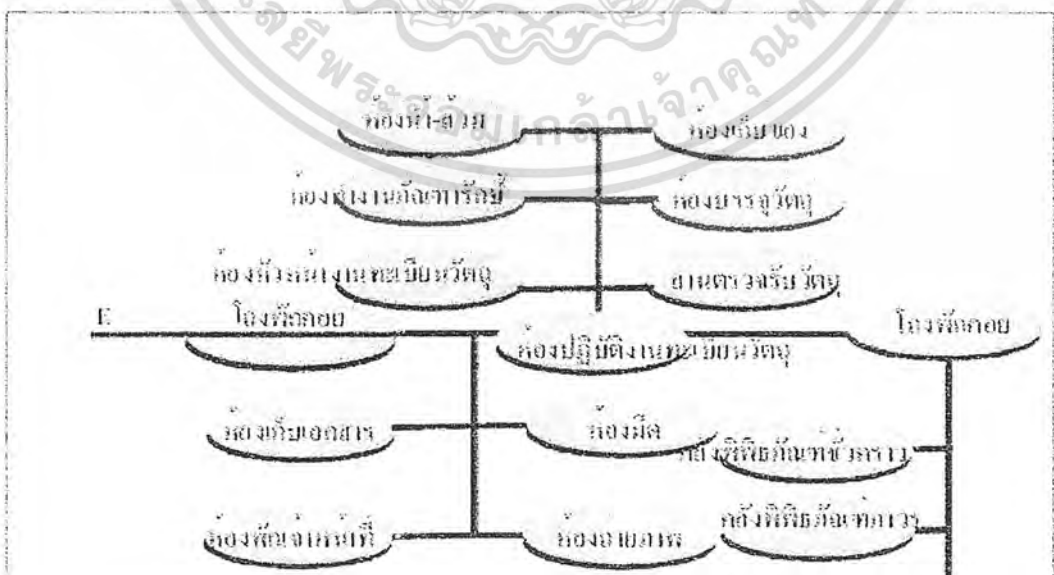 ห้องน้ำ-ส้วม ห้องเก็บของ
ห้องทำงานภัณฑารักษ์ ห้องบรรจุวัตถุ
ห้องหัวหน้างานทะเบียนวัตถุ ลานตรวจรับวัตถุ
E โถงพักคอย ห้องปฏิบัติงานทะเบียนวัตถุ โถงพักคอย
ห้องเก็บเอกสาร ห้องมืด
คลังพิพิธภัณฑ์ชั่วคราว
ห้องพักเจ้าหน้าที่ ห้องถ่ายภาพ คลังพิพิธภัณฑ์ถาวร